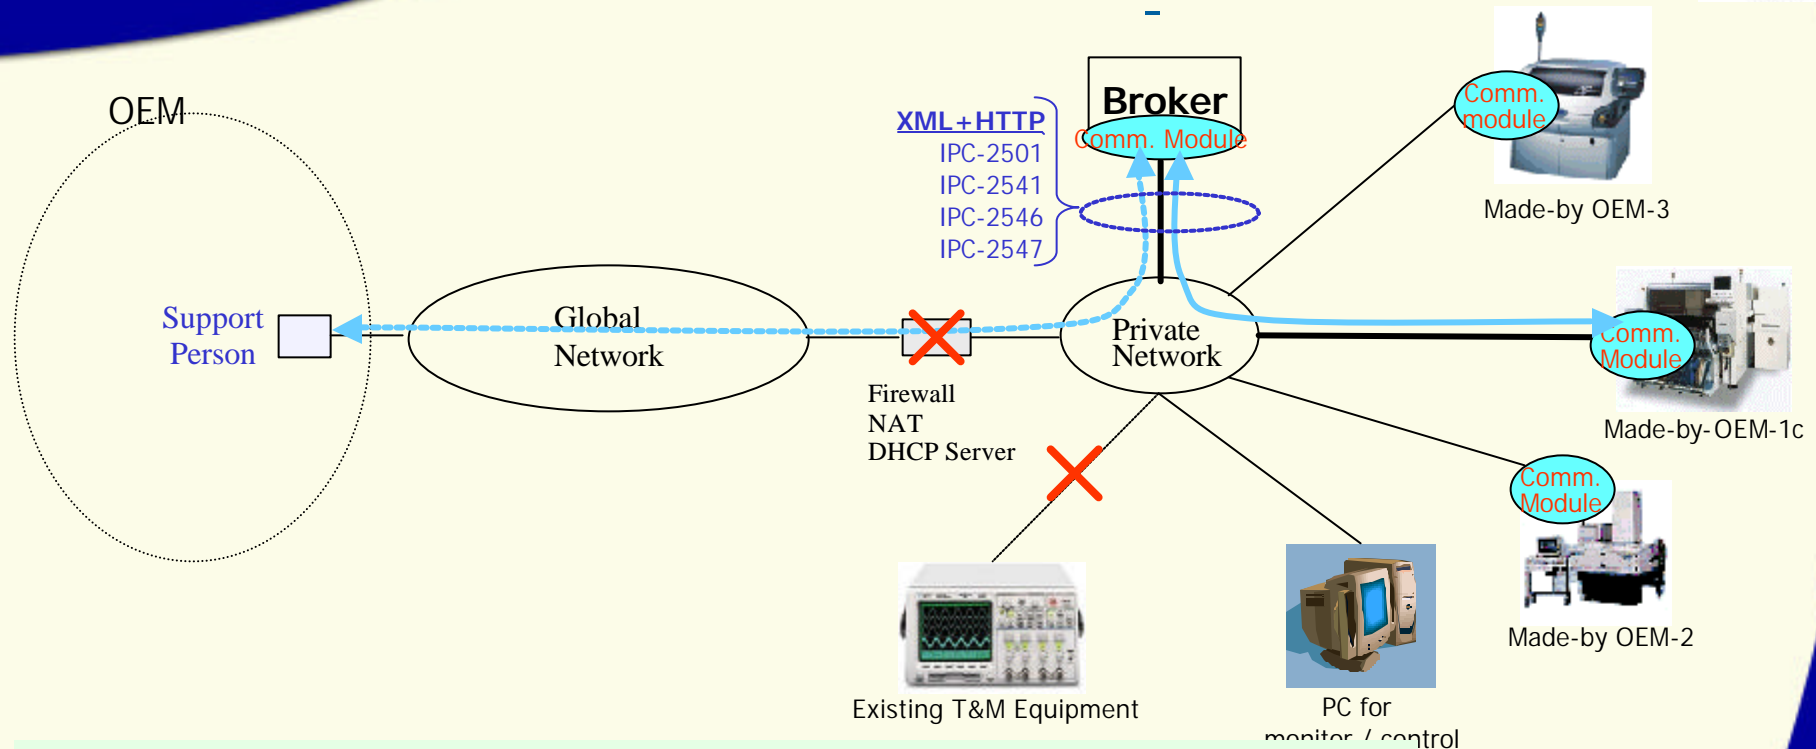 OEM
Support
Person
Global
Network
XML+HTTP
IPC-2501
IPC-2541
IPC-2546
IPC-2547
Broker
Comm. Module
Firewall
NAT
DHCP Server
Private
Network
Comm.
module
Made-by OEM-3
Comm.
Module
Made-by-OEM-1c
Comm.
Module
Made-by OEM-2
Existing T&M Equipment
PC for
monitor / control